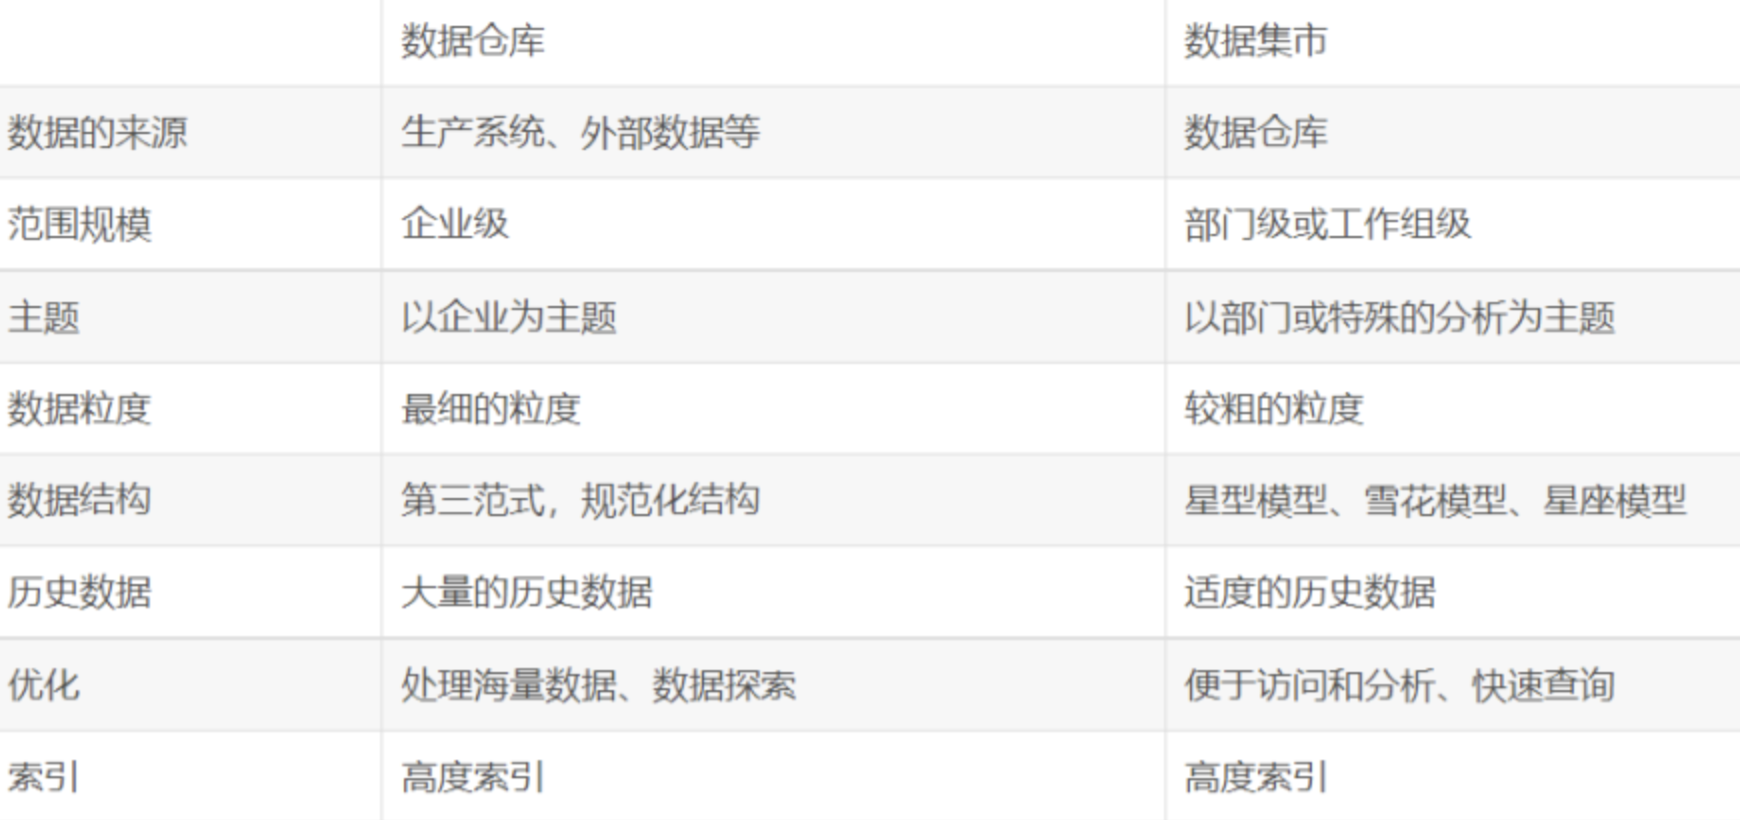 数据仓库 数据集市
数据的来源 生产系统、外部数据等 数据仓库
范围规模 企业级 部门级或工作组级
主题 以企业为主题 以部门或特殊的分析为主题
数据粒度 最细的粒度 较粗的粒度
数据结构 第三范式，规范化结构 星型模型、雪花模型、星座模型
历史数据 大量的历史数据 适度的历史数据
优化 处理海量数据、数据探索 便于访问和分析、快速查询
索引 高度索引 高度索引